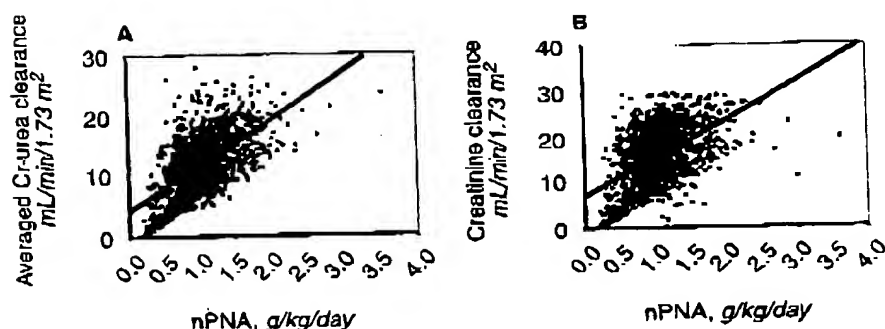 A
Averaged Cr-urea clearance
mL/min/1.73 m²
30
20
10
0
0.0 0.5 1.0 1.5 2.0 2.5 3.0 3.5 4.0
nPNA, g/kg/day
B
Creatinine clearance
mL/min/1.73 m²
40
30
20
10
0
0.0 0.5 1.0 1.5 2.0 2.5 3.0 3.5 4.0
nPNA, g/kg/day